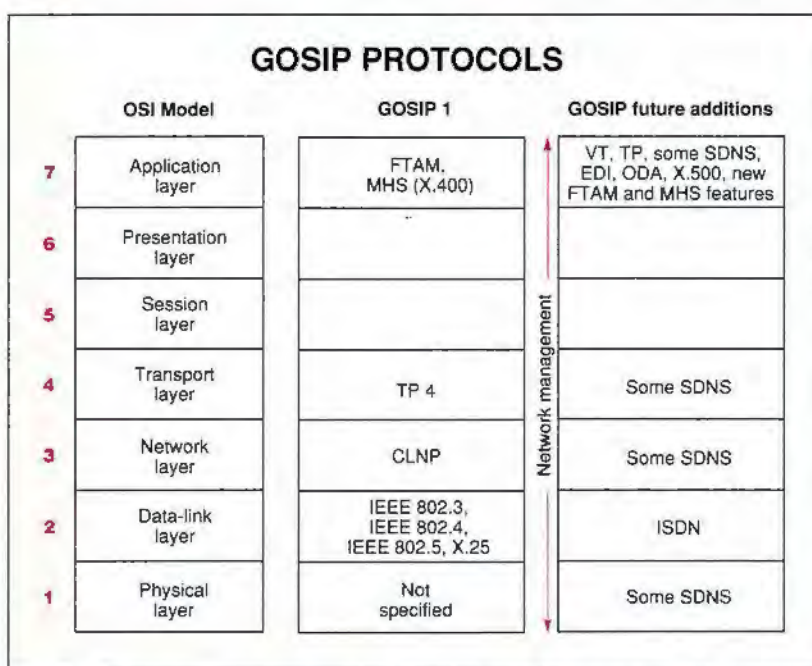 GOSIP PROTOCOLS
OSI Model
GOSIP 1
GOSIP future additions
7
Application
layer
FTAM,
MHS (X.400)
VT, TP, some SDNS,
EDI, ODA, X.500, new
FTAM and MHS features
6
Presentation
layer
5
Session
layer
Network management
4
Transport
layer
TP 4
Some SDNS
3
Network
layer
CLNP
Some SDNS
2
Data-link
layer
IEEE 802.3,
IEEE 802.4,
IEEE 802.5, X.25
ISDN
1
Physical
layer
Not
specified
Some SDNS